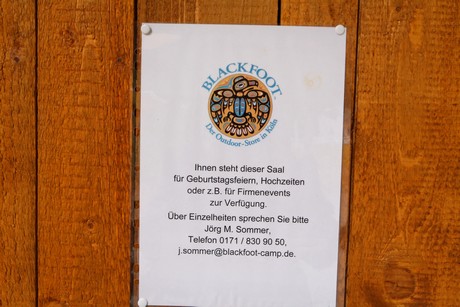 BLACKFOOT
Der Outdoor-Store in Köln
Ihnen steht dieser Saal
für Geburtstagsfeiern, Hochzeiten
oder z.B. für Firmenevents
zur Verfügung.
Über Einzelheiten sprechen Sie bitte
Jörg M. Sommer,
Telefon 0171 / 830 90 50,
j.sommer@blackfoot-camp.de.